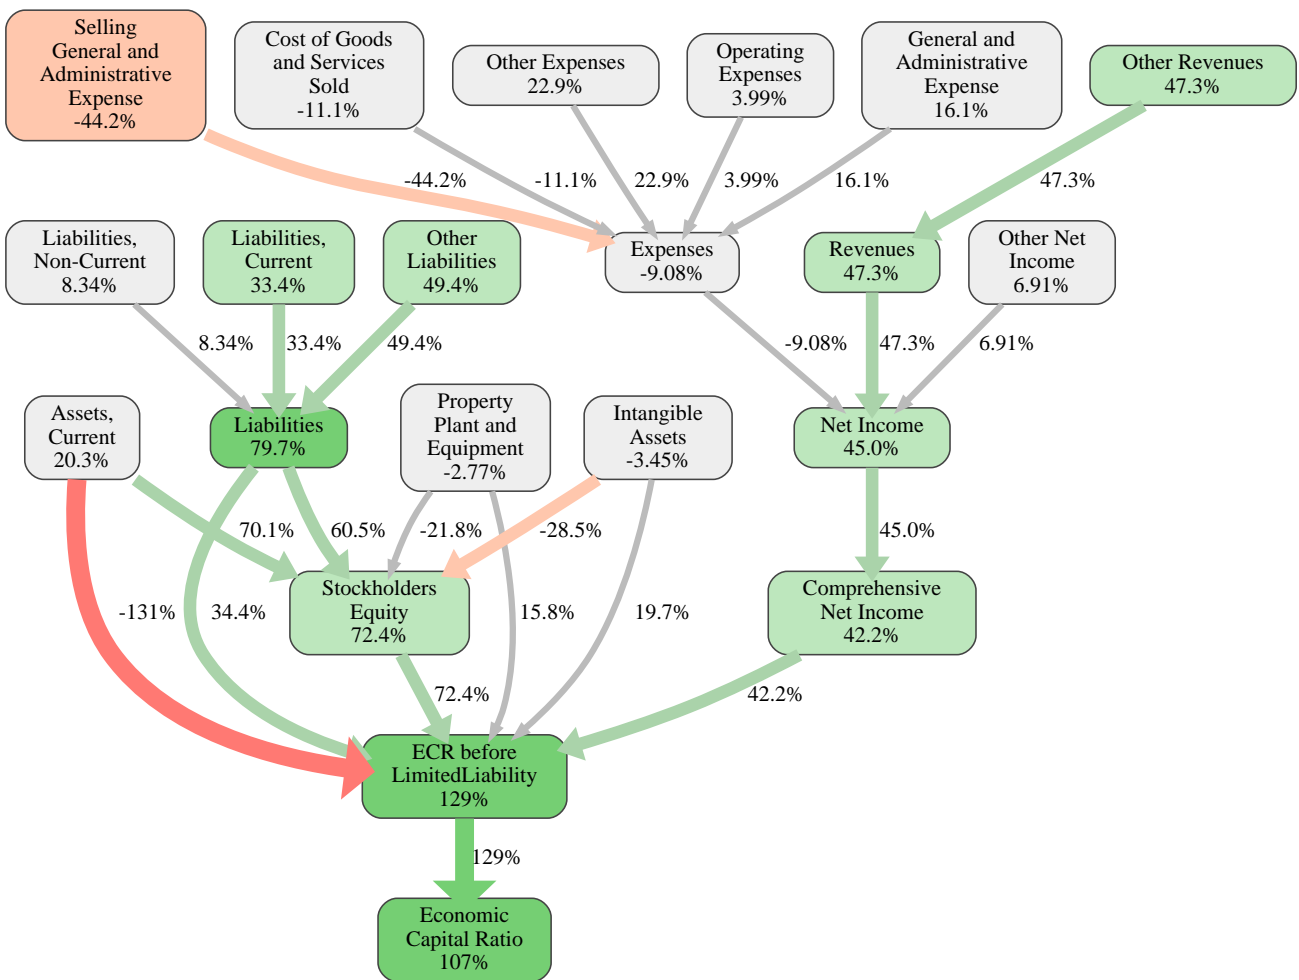 Selling
General and
Administrative
Expense
-44.2%
Cost of Goods
and Services
Sold
-11.1%
Other Expenses
22.9%
Operating
Expenses
3.99%
General and
Administrative
Expense
16.1%
Other Revenues
47.3%
-44.2%
-11.1%
22.9%
3.99%
16.1%
47.3%
Liabilities,
Non-Current
8.34%
Liabilities,
Current
33.4%
Other
Liabilities
49.4%
Expenses
-9.08%
Revenues
47.3%
Other Net
Income
6.91%
8.34%
33.4%
49.4%
-9.08%
47.3%
6.91%
Assets,
Current
20.3%
Liabilities
79.7%
Property
Plant and
Equipment
-2.77%
Intangible
Assets
-3.45%
Net Income
45.0%
70.1%
60.5%
-21.8%
-28.5%
45.0%
Stockholders
Equity
72.4%
Comprehensive
Net Income
42.2%
-131%
34.4%
15.8%
19.7%
72.4%
42.2%
ECR before
LimitedLiability
129%
129%
Economic
Capital Ratio
107%